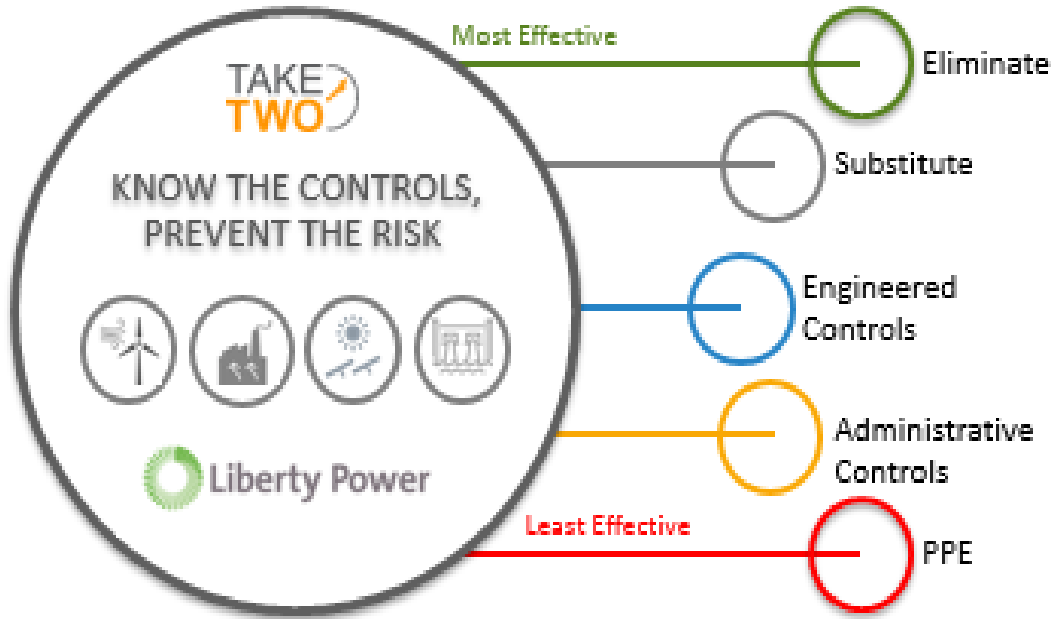 TAKE
TWO
KNOW THE CONTROLS,
PREVENT THE RISK
Liberty Power
Most Effective
Eliminate
Substitute
Engineered
Controls
Administrative
Controls
Least Effective
PPE